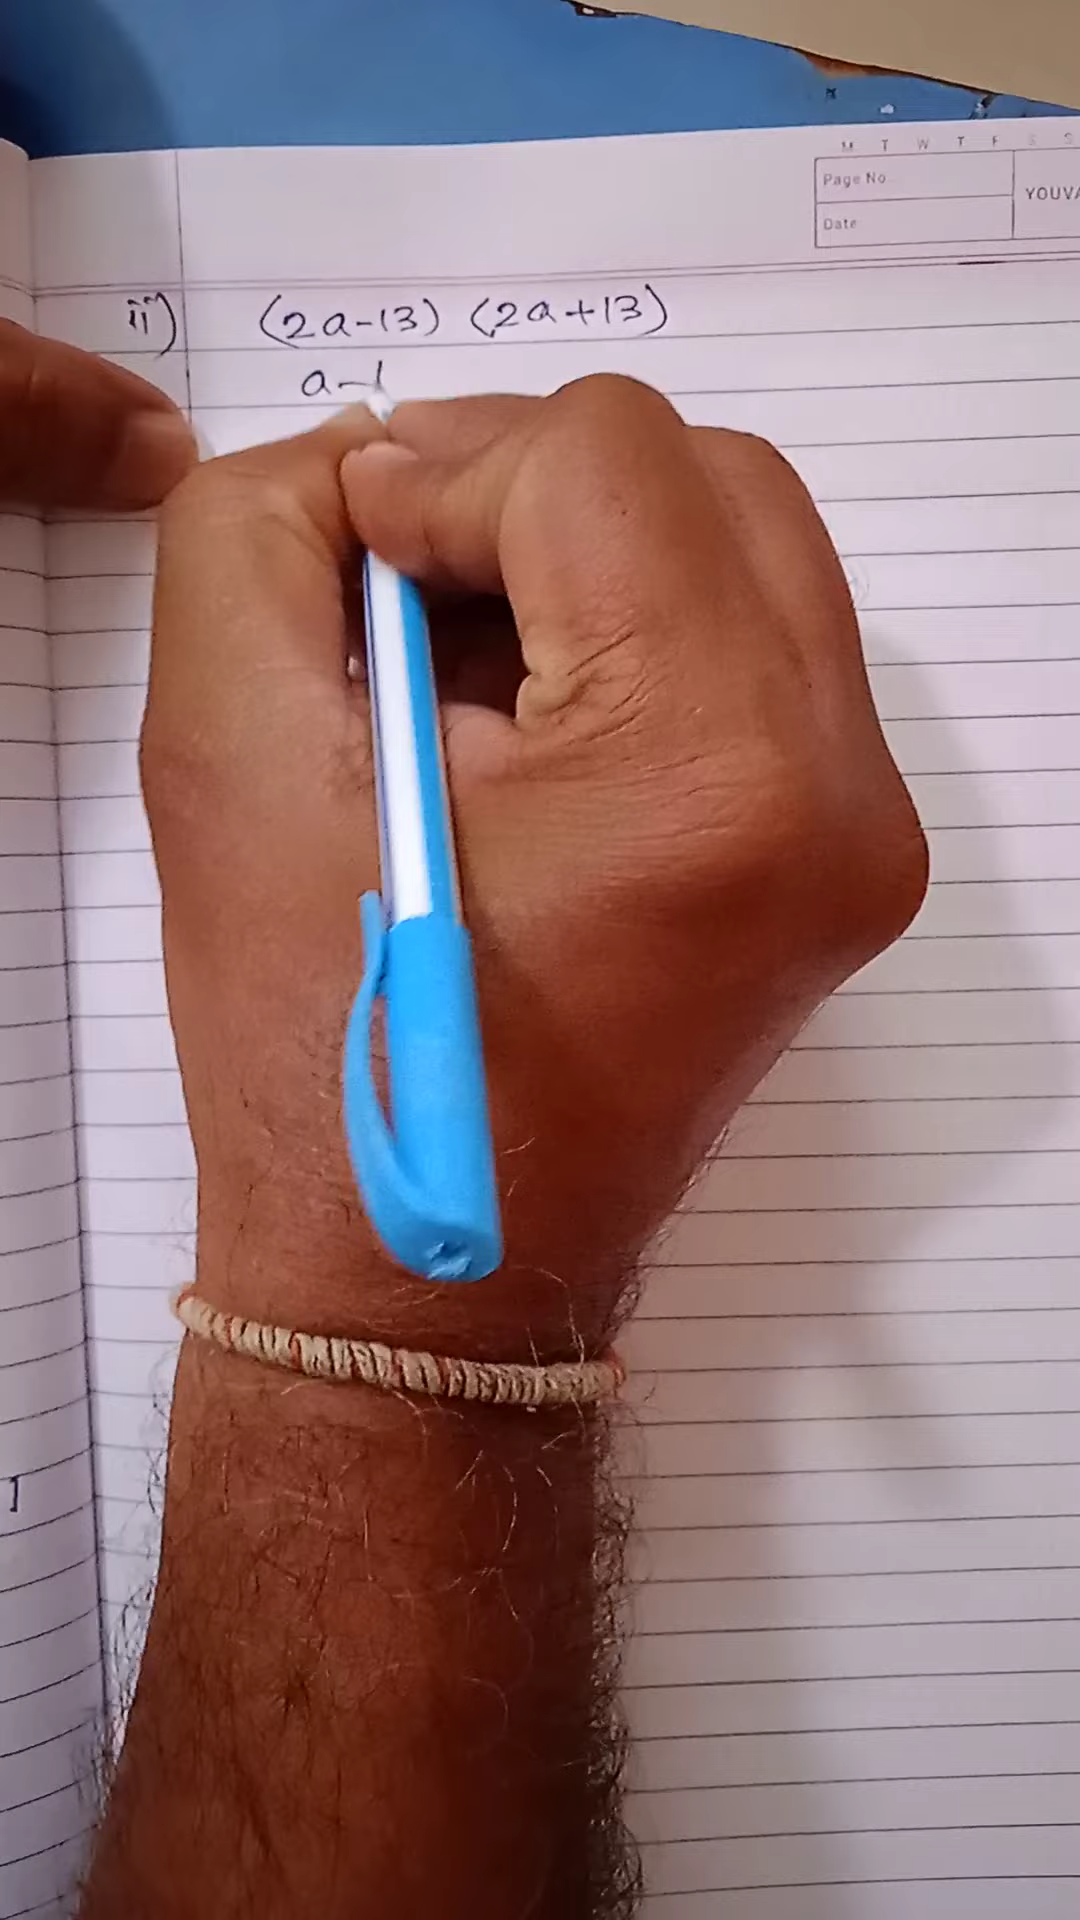 M T W T F S S
Page No.
YOUVA
Date
ii) (2a-13) (2a+13)
a-
]